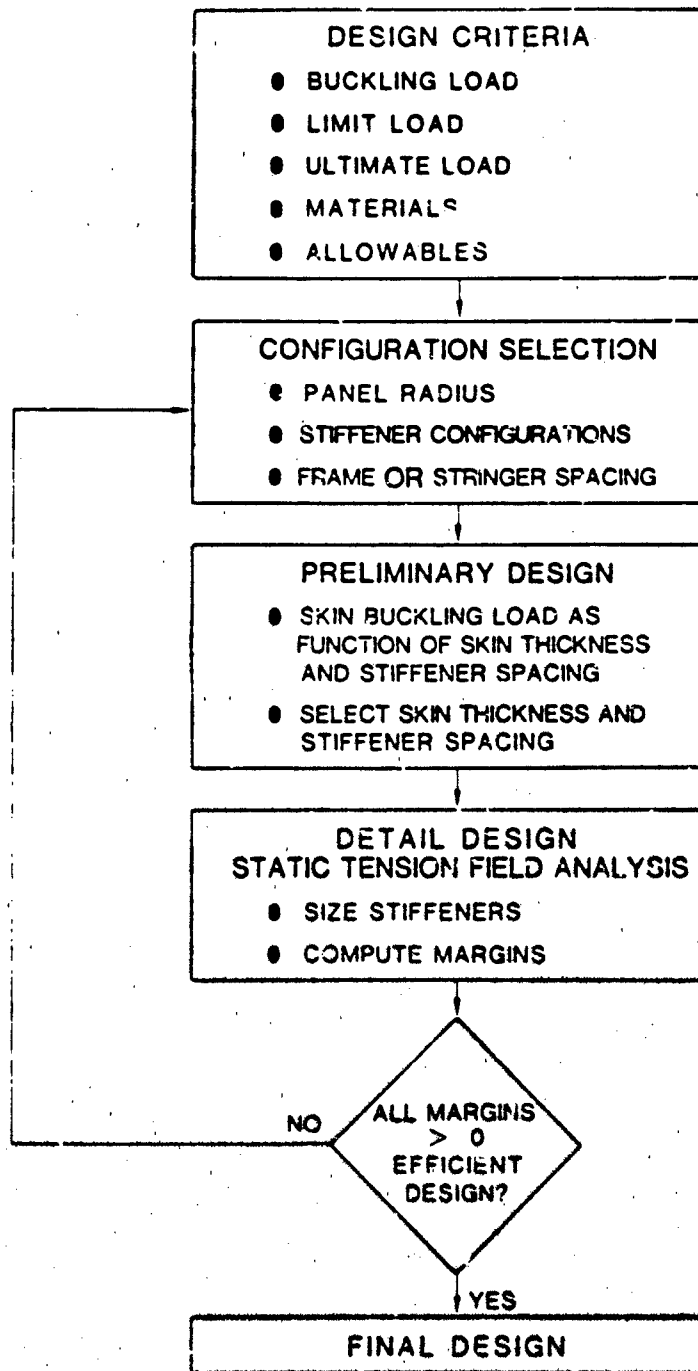 DESIGN CRITERIA
● BUCKLING LOAD
● LIMIT LOAD
● ULTIMATE LOAD
● MATERIALS
● ALLOWABLES
CONFIGURATION SELECTION
● PANEL RADIUS
● STIFFENER CONFIGURATIONS
● FRAME OR STRINGER SPACING
PRELIMINARY DESIGN
● SKIN BUCKLING LOAD AS
FUNCTION OF SKIN THICKNESS
AND STIFFENER SPACING
● SELECT SKIN THICKNESS AND
STIFFENER SPACING
DETAIL DESIGN
STATIC TENSION FIELD ANALYSIS
● SIZE STIFFENERS
● COMPUTE MARGINS
NO
ALL MARGINS
> 0
EFFICIENT
DESIGN?
YES
FINAL DESIGN